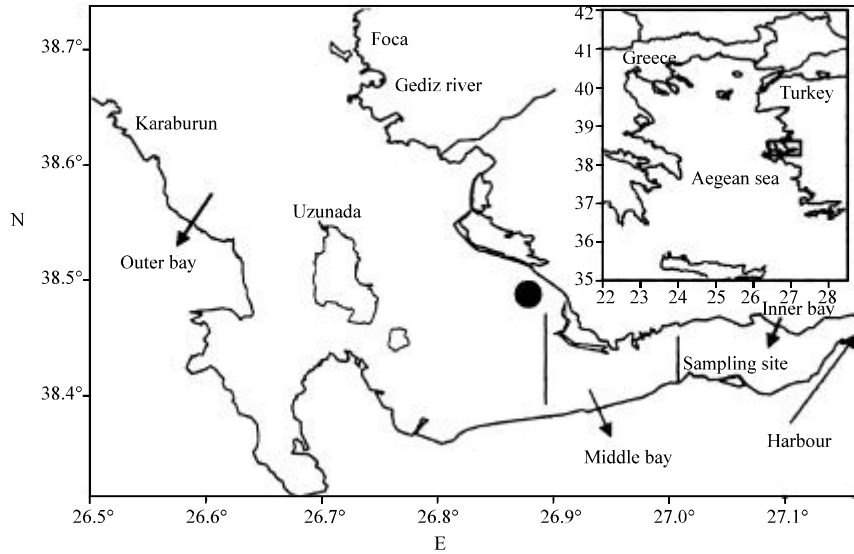 38.7°
38.6°
38.5°
38.4°
N
26.5°
26.6°
26.7°
26.8°
26.9°
27.0°
27.1°
E
Foca
Gediz river
Karaburun
Uzunada
Outer bay
Middle bay
Sampling site
Inner bay
Harbour
42
41
40
39
38
37
36
35
22
23
24
25
26
27
28
Greece
Turkey
Aegean sea